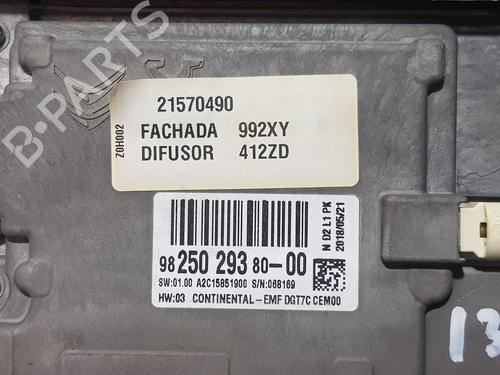 B-PARTS
21570490
FACHADA 992XY
DIFUSOR 412ZD
Z0H002
98 250 293 80-00
SW:01.00 A2C15851900 S/N:068169
HW:03 CONTINENTAL-EMF DGT7C CEM00
N D2 L1 PK
2018/05/21
13